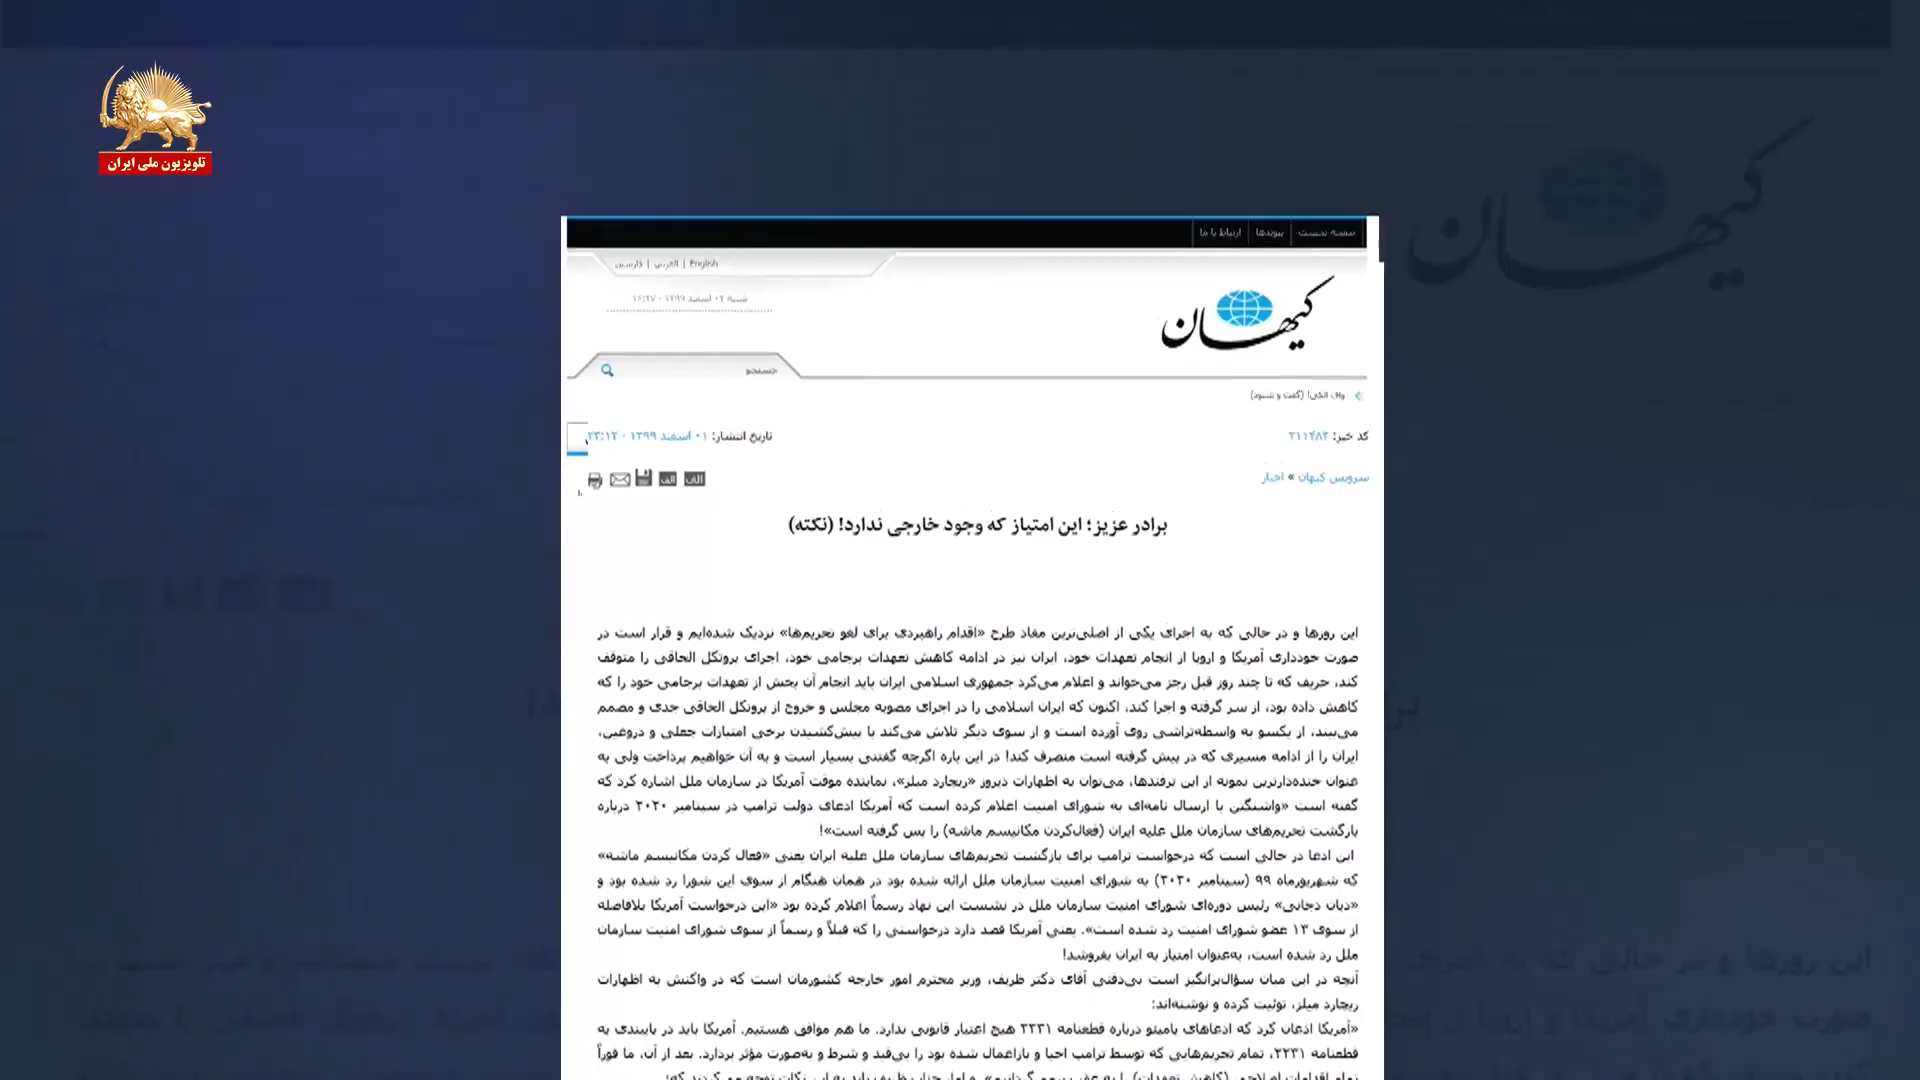 تلویزیون ملی ایران
صفحه نخست
پیوندها
ارتباط با ما
فارسی | العربی | English
شنبه ۰۲ اسفند ۱۳۹۹ - ۱۶:۲۷
کیهان
جستجو
واف الکی! (گفت و شنود)
کد خبر: ۲۱۱۴۸۳
تاریخ انتشار: ۰۱ اسفند ۱۳۹۹ - ۲۳:۱۳
سرویس کیهان » اخبار
الف الف
برادر عزیز؛ این امتیاز که وجود خارجی ندارد! (نکته)
این روزها و در حالی که به اجرای یکی از اصلی‌ترین مفاد طرح «اقدام راهبردی برای لغو تحریم‌ها» نزدیک شده‌ایم و قرار است در
صورت خودداری آمریکا و اروپا از انجام تعهدات خود، ایران نیز در ادامه کاهش تعهدات برجامی خود، اجرای پروتکل الحاقی را متوقف
کند، حریف که تا چند روز قبل رجز می‌خواند و اعلام می‌کرد جمهوری اسلامی ایران باید انجام آن بخش از تعهدات برجامی خود را که
کاهش داده بود، از سر گرفته و اجرا کند، اکنون که ایران اسلامی را در اجرای مصوبه مجلس و خروج از پروتکل الحاقی جدی و مصمم
می‌بیند، از یکسو به واسطه‌تراشی روی آورده است و از سوی دیگر تلاش می‌کند با پیش‌کشیدن برخی امتیازات جعلی و دروغین،
ایران را از ادامه مسیری که در پیش گرفته است منصرف کند! در این باره اگرچه گفتنی بسیار است و به آن خواهیم پرداخت ولی به
عنوان خنده‌دارترین نمونه از این ترفندها، می‌توان به اظهارات دیروز «ریچارد میلز»، نماینده موقت آمریکا در سازمان ملل اشاره کرد که
گفته است «واشنگتن با ارسال نامه‌ای به شورای امنیت اعلام کرده است که آمریکا ادعای دولت ترامپ در سپتامبر ۲۰۲۰ درباره
بازگشت تحریم‌های سازمان ملل علیه ایران (فعال‌کردن مکانیسم ماشه) را پس گرفته است»!
این ادعا در حالی است که درخواست ترامپ برای بازگشت تحریم‌های سازمان ملل علیه ایران یعنی «فعال کردن مکانیسم ماشه»
که شهریورماه ۹۹ (سپتامبر ۲۰۲۰) به شورای امنیت سازمان ملل ارائه شده بود در همان هنگام از سوی این شورا رد شده بود و
«دیان دجانی» رئیس دوره‌ای شورای امنیت سازمان ملل در نشست این نهاد رسماً اعلام کرده بود «این درخواست آمریکا بلافاصله
از سوی ۱۳ عضو شورای امنیت رد شده است». یعنی آمریکا قصد دارد درخواستی را که قبلاً و رسماً از سوی شورای امنیت سازمان
ملل رد شده است، به‌عنوان امتیاز به ایران بفروشد!
آنچه در این میان سؤال‌برانگیز است بی‌دقتی آقای دکتر ظریف، وزیر محترم امور خارجه کشورمان است که در واکنش به اظهارات
ریچارد میلز، توئیت کرده و نوشته‌اند:
«آمریکا اذعان کرد که ادعاهای پامپئو درباره قطعنامه ۲۲۳۱ هیچ اعتبار قانونی ندارد. ما هم موافق هستیم. آمریکا باید در پایبندی به
قطعنامه ۲۲۳۱، تمام تحریم‌هایی که توسط ترامپ احیا و بازاعمال شده بود را بی‌قید و شرط و به‌صورت مؤثر بردارد. بعد از آن، ما فوراً